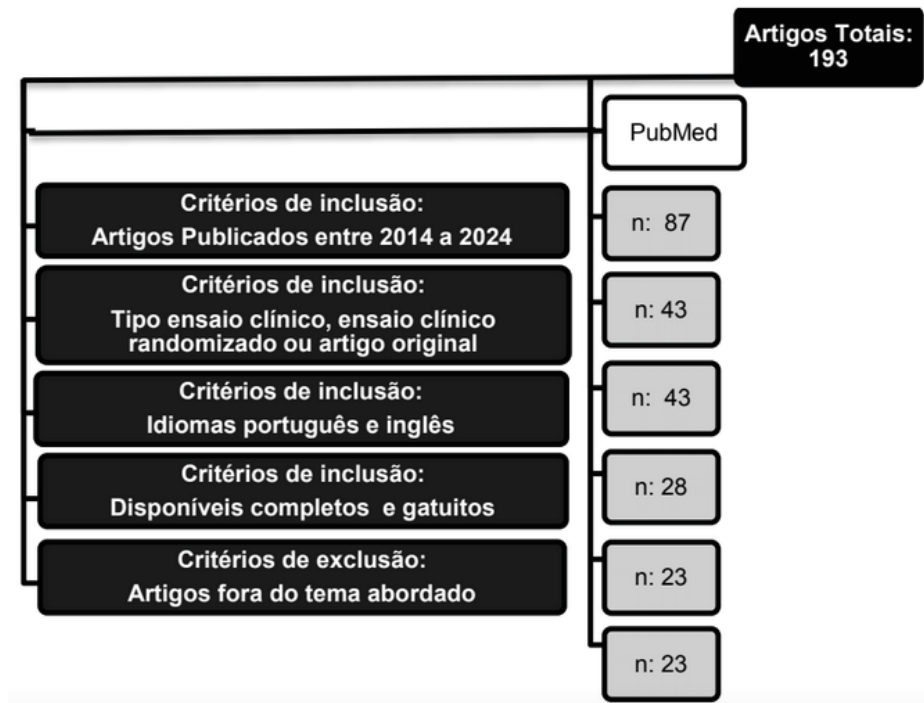 Artigos Totais:
193
PubMed
Critérios de inclusão:
Artigos Publicados entre 2014 a 2024
n: 87
Critérios de inclusão:
Tipo ensaio clínico, ensaio clínico
randomizado ou artigo original
n: 43
Critérios de inclusão:
Idiomas português e inglês
n: 43
Critérios de inclusão:
Disponíveis completos e gatuitos
n: 28
Critérios de exclusão:
Artigos fora do tema abordado
n: 23
n: 23